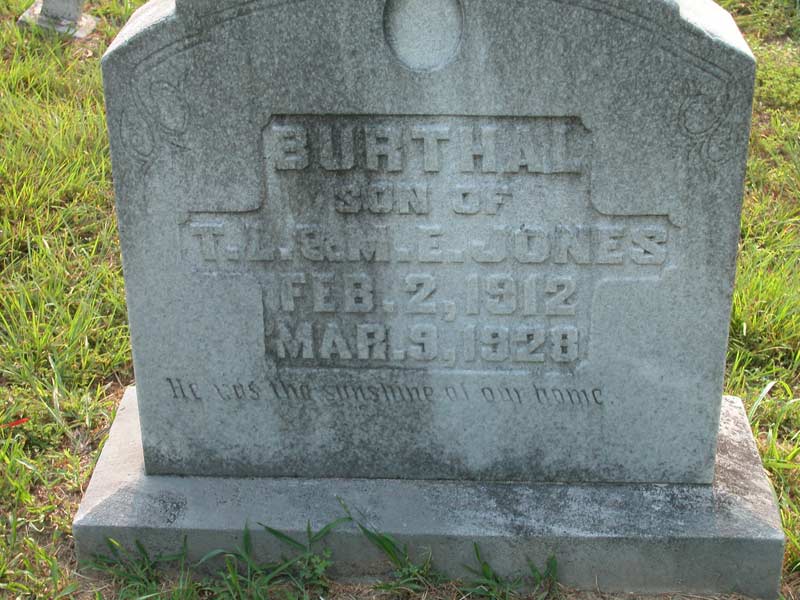 BURTHAL
SON OF
T.L.&M.E.JONES
FEB.2,1912
MAR.9,1928
He was the sunshine of our home.